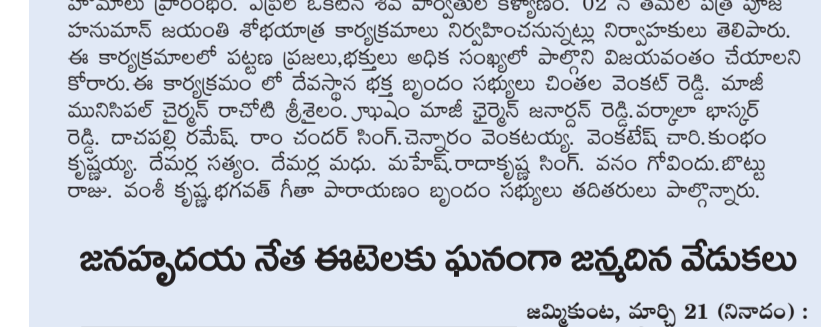 హోమాలు ప్రారంభం. ఏప్రిల్ ఒకటిన శివ పార్వతుల కళ్యాణం. 02 న తమల పత్ర పూజ
హనుమాన్ జయంతి శోభయాత్ర కార్యక్రమాలు నిర్వహించనున్నట్లు నిర్వాహకులు తెలిపారు.
ఈ కార్యక్రమాలలో పట్టణ ప్రజలు,భక్తులు అధిక సంఖ్యలో పాల్గొని విజయవంతం చేయాలని
కోరారు.ఈ కార్యక్రమం లో దేవస్థాన భక్త బృందం సభ్యులు చింతల వెంకట్ రెడ్డి. మాజీ
మునిసిపల్ చైర్మన్ రాచోటి శ్రీశైలం. మాజీ ఛైర్మెన్ జనార్దన్ రెడ్డి.వర్కాలా భాస్కర్
రెడ్డి. దాచపల్లి రమేష్. రాం చందర్ సింగ్.చెన్నారం వెంకటయ్య. వెంకటేష్ చారి.కుంభం
కృష్ణయ్య. దేమర్ల సత్యం. దేమర్ల మధు. మహేష్.రాదాకృష్ణ సింగ్. వనం గోవిందు.బొట్టు
రాజు. వంశీ కృష్ణ.భగవత్ గీతా పారాయణం బృందం సభ్యులు తదితరులు పాల్గొన్నారు.
జనహృదయ నేత ఈటెలకు ఘనంగా జన్మదిన వేడుకలు
జమ్మికుంట, మార్చి 21 (నినాదం) :